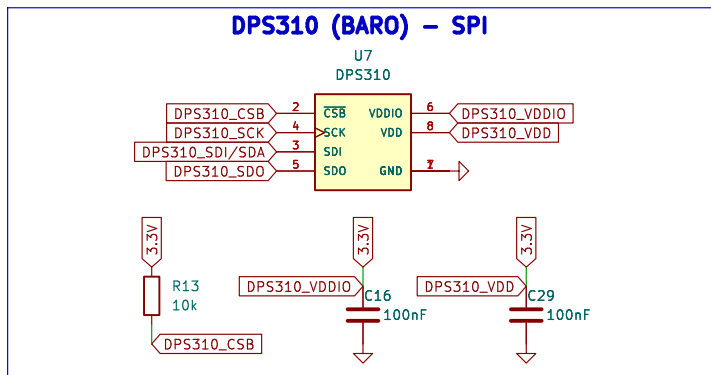 DPS310 (BARO) - SPI
U7
DPS310
DPS310_CSB 2 CSB VDDIO 6 DPS310_VDDIO
DPS310_SCK 4 SCK VDD 8 DPS310_VDD
DPS310_SDI/SDA 3 SDI
DPS310_SDO 5 SDO GND
3.3V 3.3V 3.3V
R13 DPS310_VDDIO DPS310_VDD
10k C16 C29
100nF 100nF
DPS310_CSB